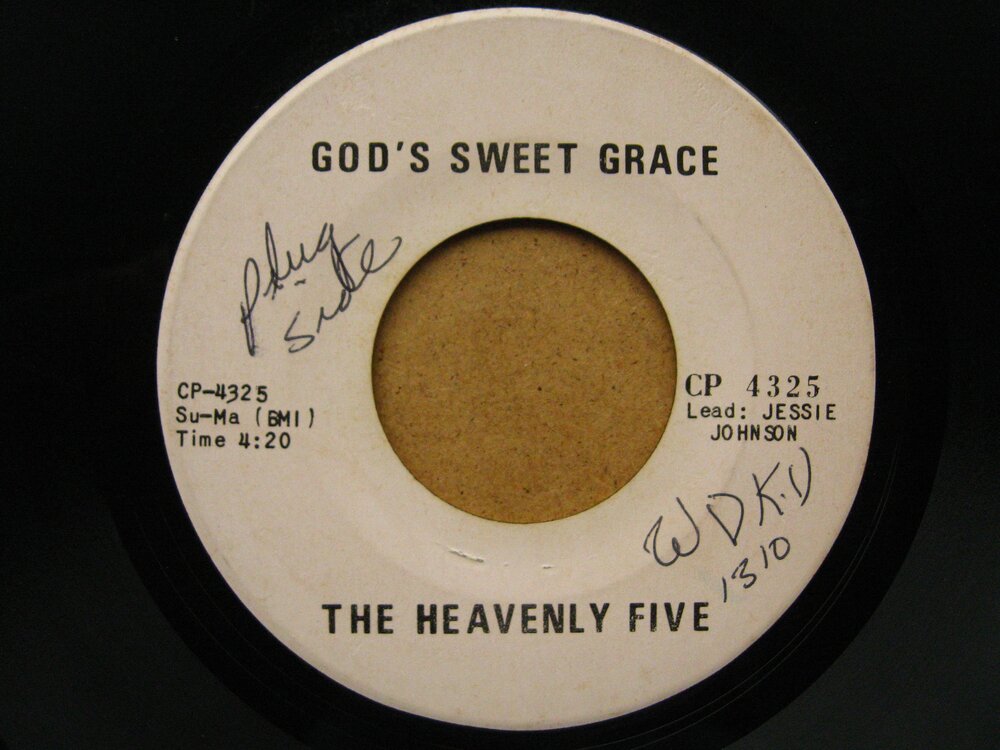 GOD'S SWEET GRACE
plug
side
CP-4325
Su-Ma (BMI)
Time 4:20
CP 4325
Lead: JESSIE
JOHNSON
WDKD
1310
THE HEAVENLY FIVE